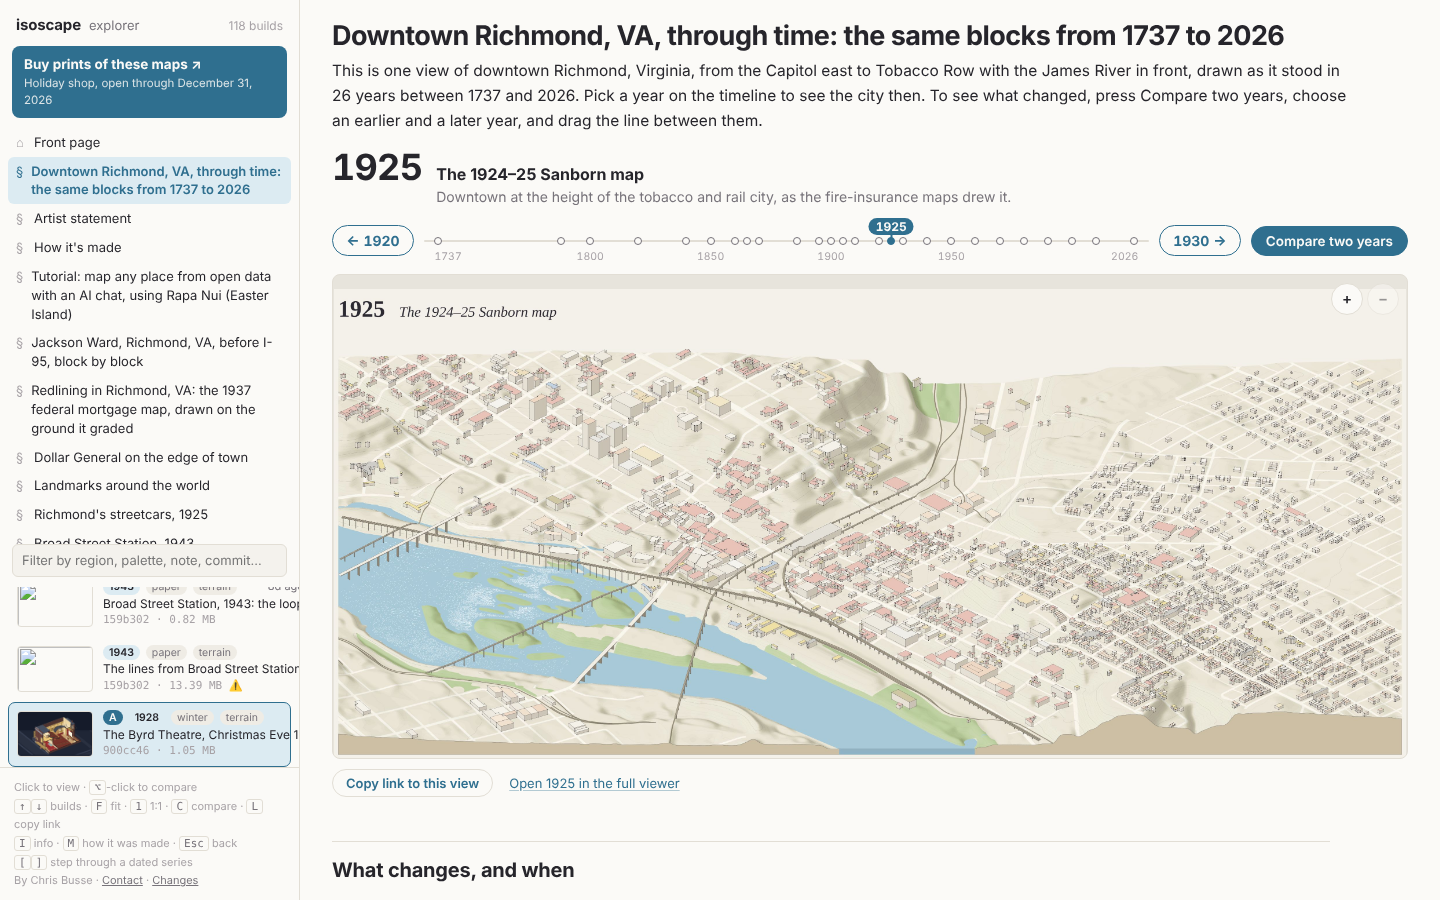 isoscape explorer 118 builds
Buy prints of these maps ↗
Holiday shop, open through December 31,
2026
⌂ Front page
§ Downtown Richmond, VA, through time:
the same blocks from 1737 to 2026
§ Artist statement
§ How it's made
§ Tutorial: map any place from open data
with an AI chat, using Rapa Nui (Easter
Island)
§ Jackson Ward, Richmond, VA, before I-
95, block by block
§ Redlining in Richmond, VA: the 1937
federal mortgage map, drawn on the
ground it graded
§ Dollar General on the edge of town
§ Landmarks around the world
§ Richmond's streetcars, 1925
§ Broad Street Station, 1943
Filter by region, palette, note, commit...
1943 paper terrain 8d ago
Broad Street Station, 1943: the loop
159b302 · 0.82 MB
1943 paper terrain
The lines from Broad Street Station
159b302 · 13.39 MB ⚠️
A 1928 winter terrain
The Byrd Theatre, Christmas Eve 1
900cc46 · 1.05 MB
Click to view · ⌥-click to compare
↑ ↓ builds · F fit · 1 1:1 · C compare · L
copy link
I info · M how it was made · Esc back
[ ] step through a dated series
By Chris Busse · Contact · Changes
Downtown Richmond, VA, through time: the same blocks from 1737 to 2026
This is one view of downtown Richmond, Virginia, from the Capitol east to Tobacco Row with the James River in front, drawn as it stood in
26 years between 1737 and 2026. Pick a year on the timeline to see the city then. To see what changed, press Compare two years, choose
an earlier and a later year, and drag the line between them.
1925 The 1924–25 Sanborn map
Downtown at the height of the tobacco and rail city, as the fire-insurance maps drew it.
← 1920
1925
1737 1800 1850 1900 1950 2026
1930 →
Compare two years
1925 The 1924–25 Sanborn map
+ −
Copy link to this view
Open 1925 in the full viewer
What changes, and when